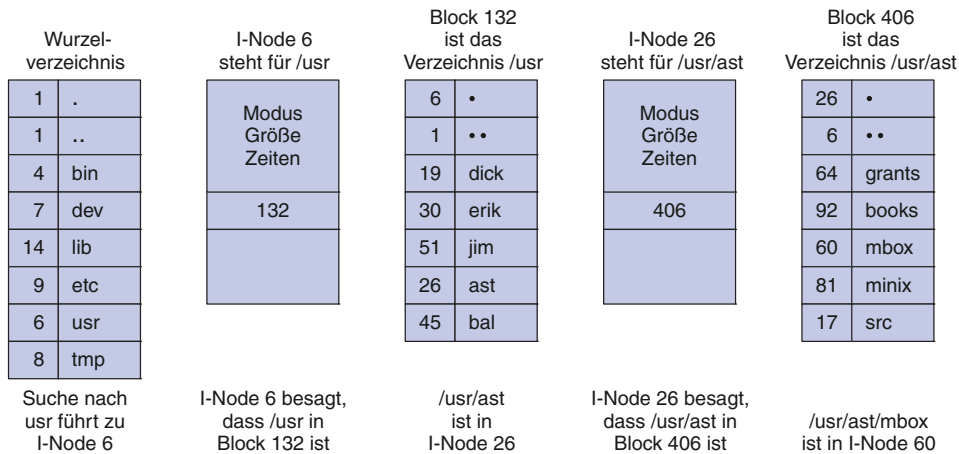 Wurzel-
verzeichnis
1 .
1 ..
4 bin
7 dev
14 lib
9 etc
6 usr
8 tmp
Suche nach
usr führt zu
I-Node 6
I-Node 6
steht für /usr
Modus
Größe
Zeiten
132
I-Node 6 besagt,
dass /usr in
Block 132 ist
Block 132
ist das
Verzeichnis /usr
6 •
1 ••
19 dick
30 erik
51 jim
26 ast
45 bal
/usr/ast
ist in
I-Node 26
I-Node 26
steht für /usr/ast
Modus
Größe
Zeiten
406
I-Node 26 besagt,
dass /usr/ast in
Block 406 ist
Block 406
ist das
Verzeichnis /usr/ast
26 •
6 ••
64 grants
92 books
60 mbox
81 minix
17 src
/usr/ast/mbox
ist in I-Node 60